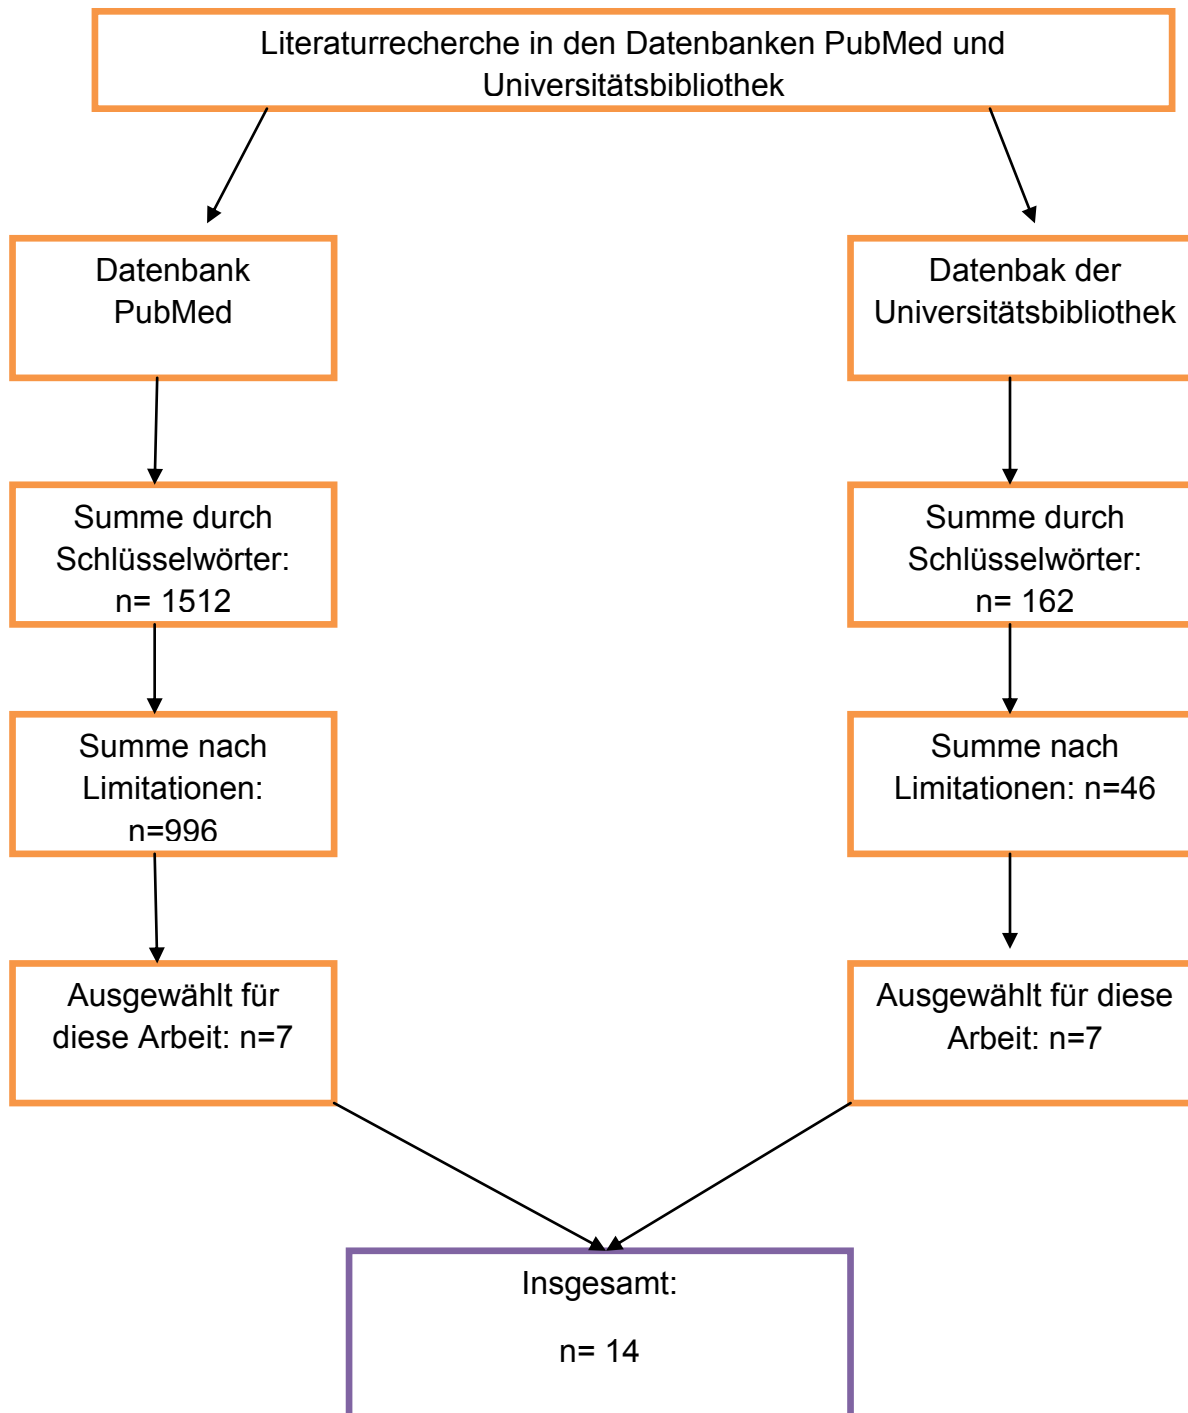 Literaturrecherche in den Datenbanken PubMed und
Universitätsbibliothek
Datenbank
PubMed
Datenbak der
Universitätsbibliothek
Summe durch
Schlüsselwörter:
n= 1512
Summe durch
Schlüsselwörter:
n= 162
Summe nach
Limitationen:
n=996
Summe nach
Limitationen: n=46
Ausgewählt für
diese Arbeit: n=7
Ausgewählt für diese
Arbeit: n=7
Insgesamt:
n= 14